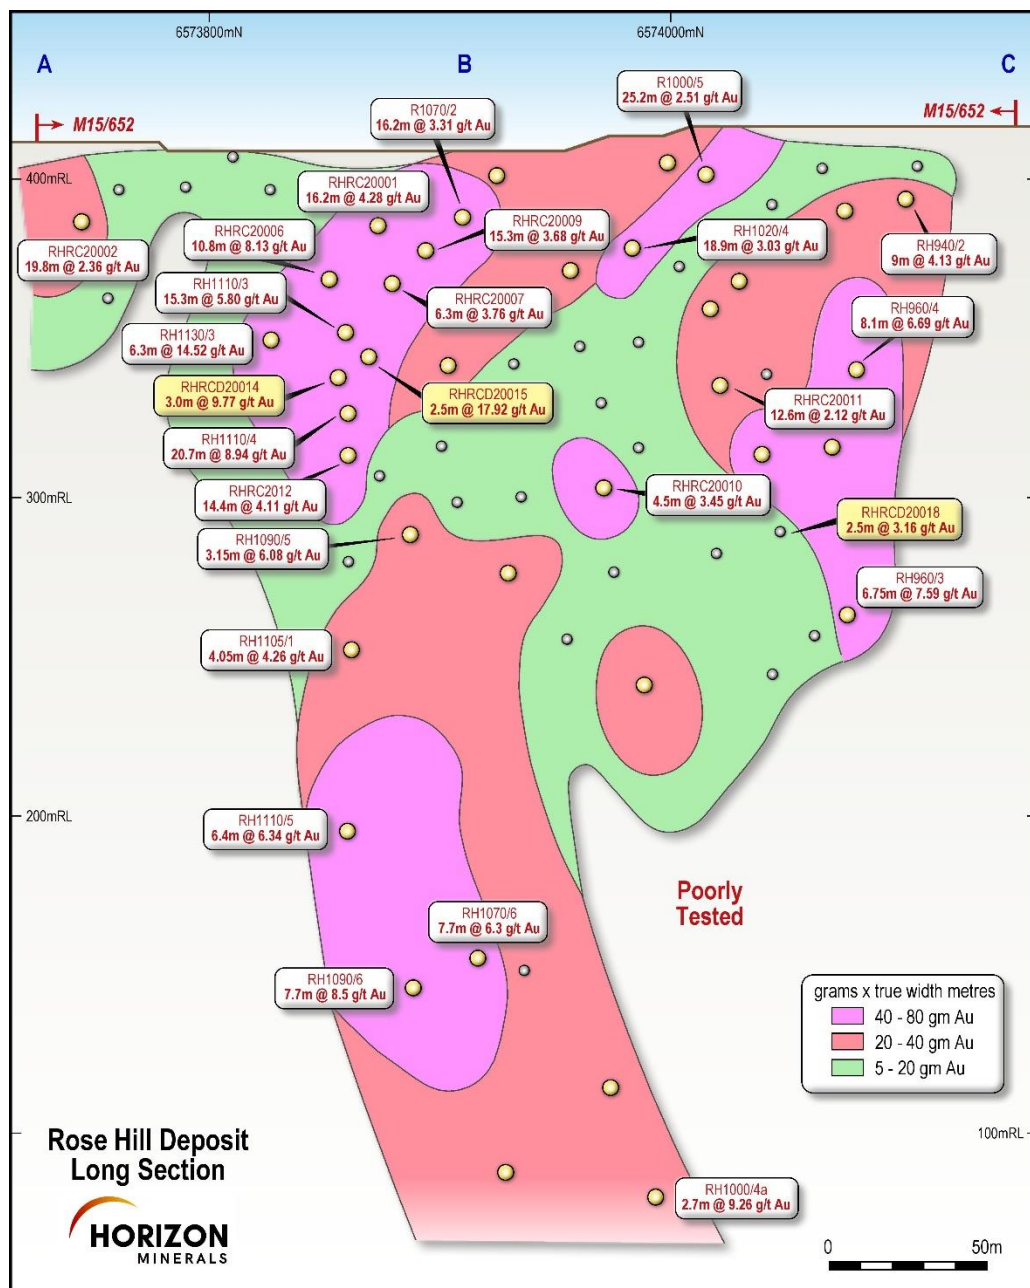 6573800mN
6574000mN
A
B
C
M15/652
M15/652
R1070/2
16.2m @ 3.31 g/t Au
R1000/5
25.2m @ 2.51 g/t Au
400mRL
RHRC20001
16.2m @ 4.28 g/t Au
RHRC20002
19.8m @ 2.36 g/t Au
RHRC20006
10.8m @ 8.13 g/t Au
RHRC20009
15.3m @ 3.68 g/t Au
RH1020/4
18.9m @ 3.03 g/t Au
RH940/2
9m @ 4.13 g/t Au
RH1110/3
15.3m @ 5.80 g/t Au
RHRC20007
6.3m @ 3.76 g/t Au
RH960/4
8.1m @ 6.69 g/t Au
RH1130/3
6.3m @ 14.52 g/t Au
RHRCD20014
3.0m @ 9.77 g/t Au
RHRCD20015
2.5m @ 17.92 g/t Au
RHRC20011
12.6m @ 2.12 g/t Au
RH1110/4
20.7m @ 8.94 g/t Au
RHRC2012
14.4m @ 4.11 g/t Au
RHRC20010
4.5m @ 3.45 g/t Au
300mRL
RHRCD20018
2.5m @ 3.16 g/t Au
RH1090/5
3.15m @ 6.08 g/t Au
RH960/3
6.75m @ 7.59 g/t Au
RH1105/1
4.05m @ 4.26 g/t Au
200mRL
RH1110/5
6.4m @ 6.34 g/t Au
Poorly
Tested
RH1070/6
7.7m @ 6.3 g/t Au
RH1090/6
7.7m @ 8.5 g/t Au
grams x true width metres
40 - 80 gm Au
20 - 40 gm Au
5 - 20 gm Au
100mRL
Rose Hill Deposit
Long Section
HORIZON
MINERALS
RH1000/4a
2.7m @ 9.26 g/t Au
0
50m